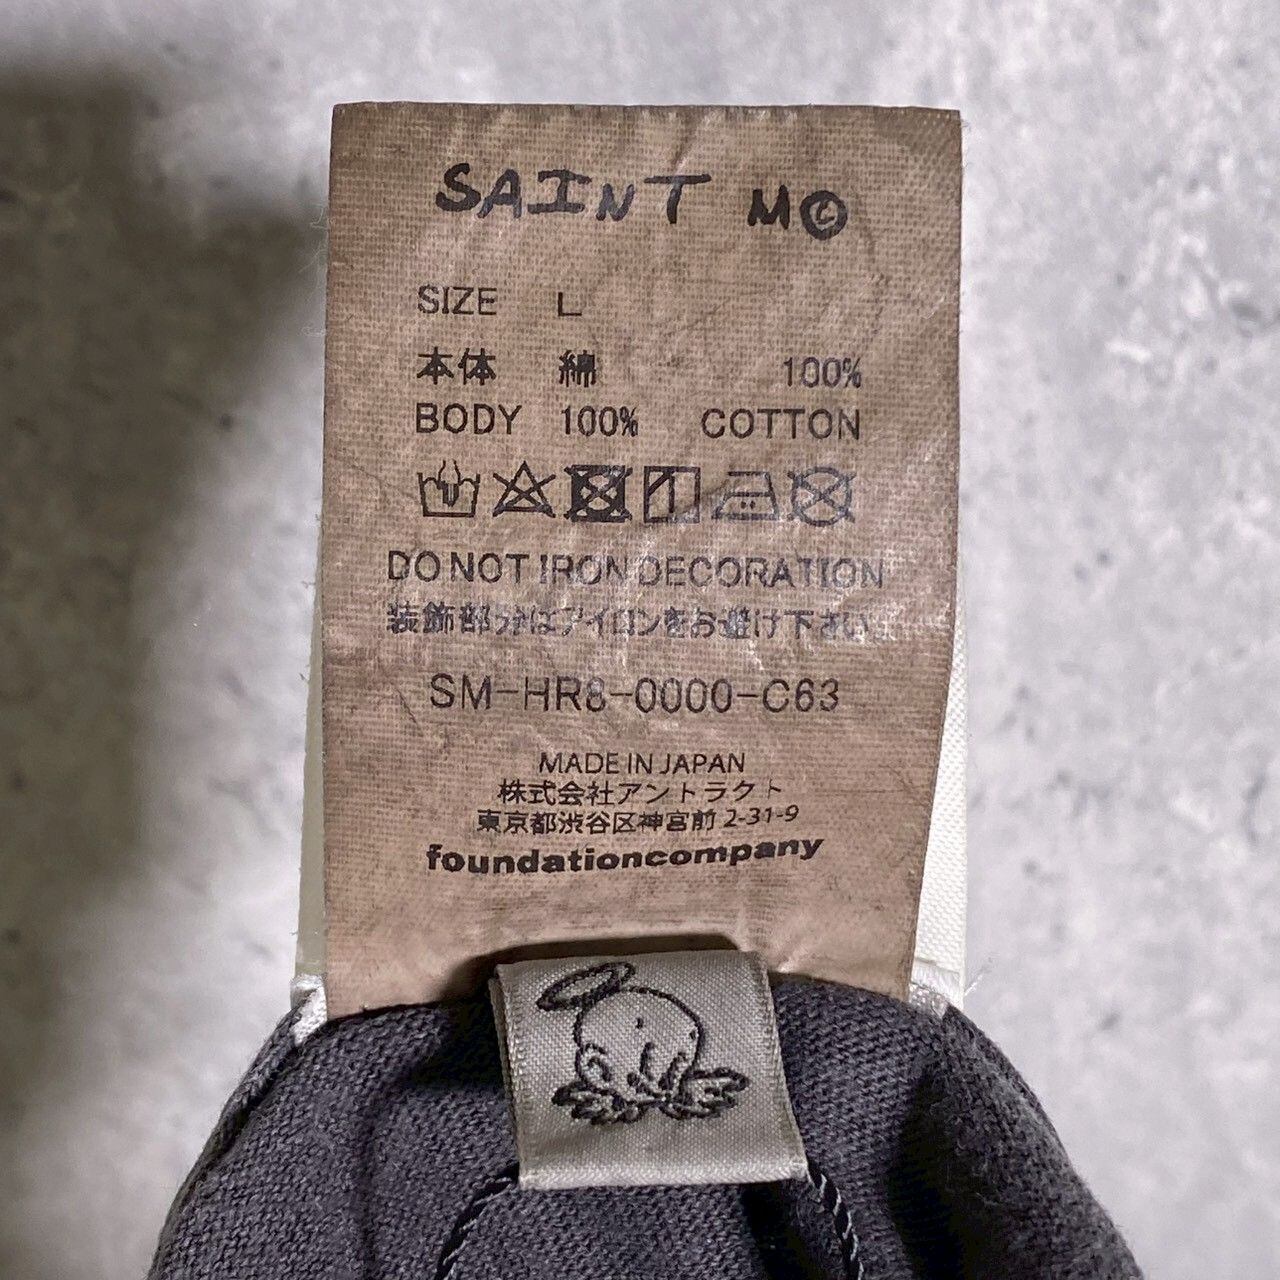 SAINT M©
SIZE L
本体 綿 100%
BODY 100% COTTON
DO NOT IRON DECORATION
装飾部分はアイロンをお避け下さい
SM-HR8-0000-C63
MADE IN JAPAN
株式会社アントラクト
東京都渋谷区神宮前 2-31-9
foundationcompany